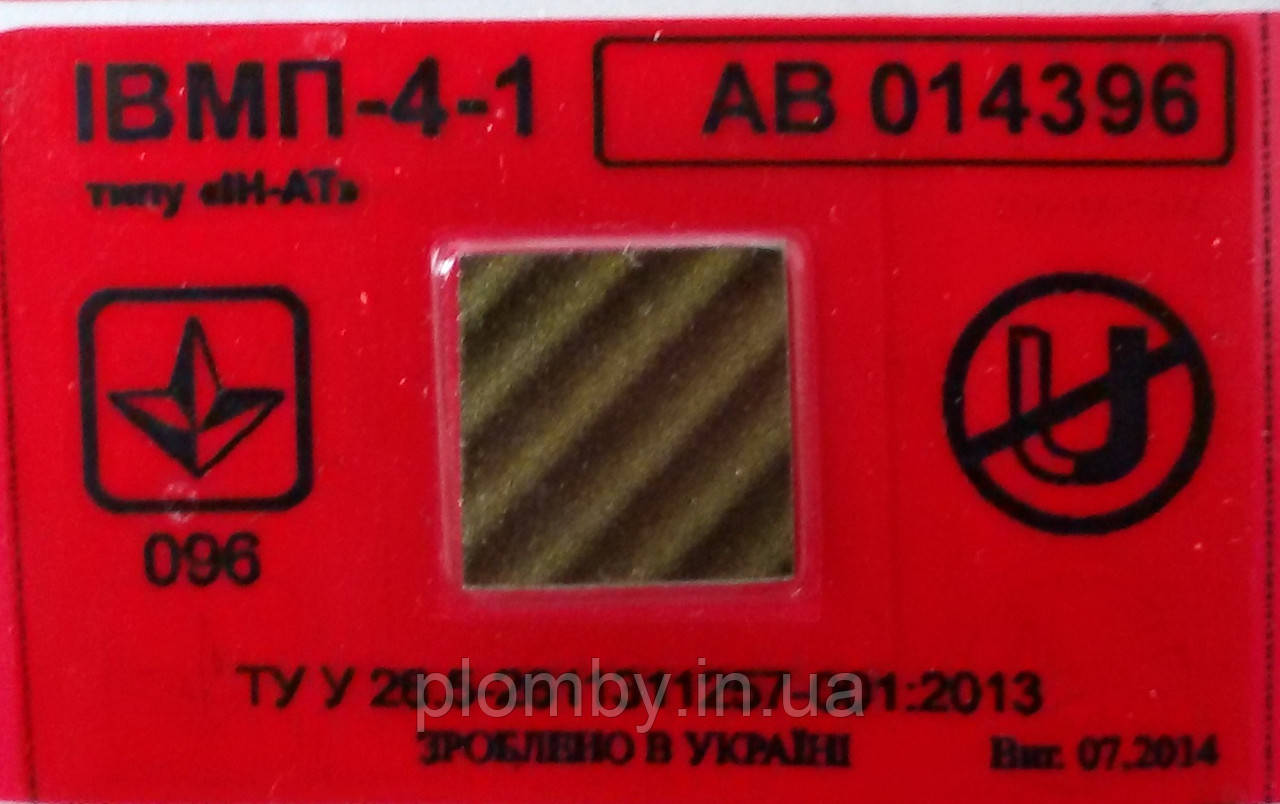 ІВМП-4-1
АВ 014396
типу «ІН-АТ»
096
ТУ У :2013
plomby.in.ua
ЗРОБЛЕНО В УКРАЇНІ
Виг. 07.2014